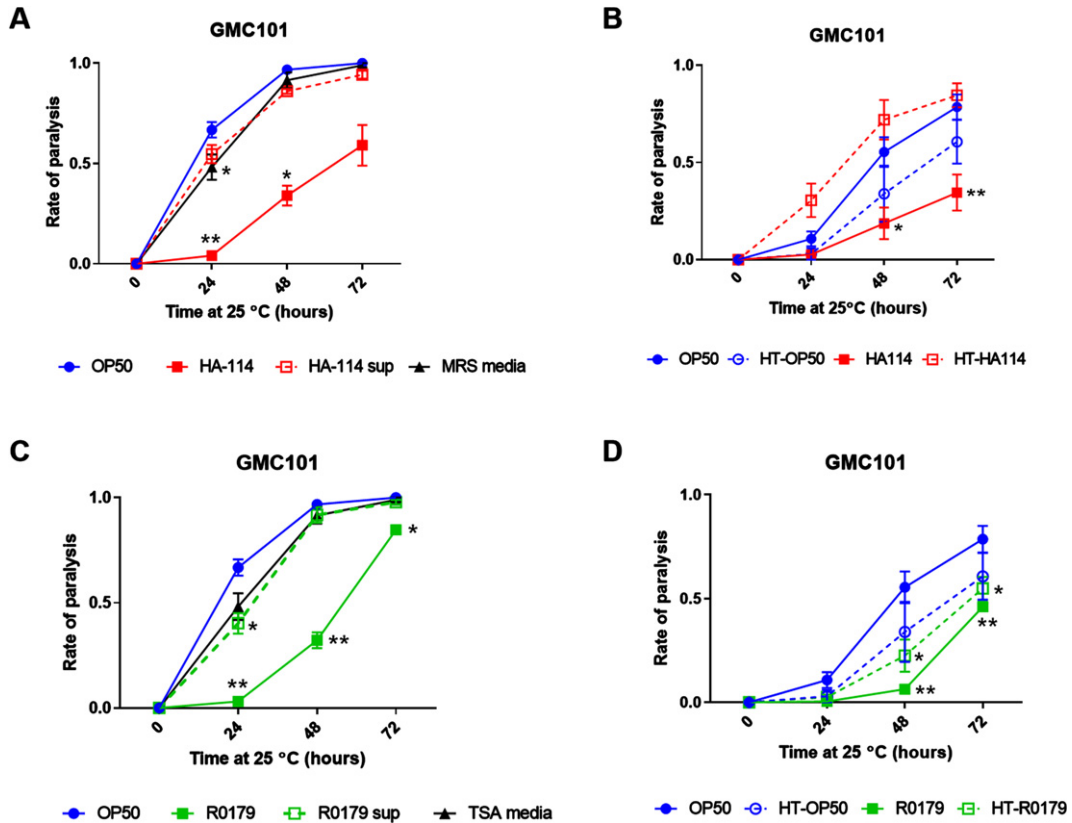 A
GMC101
Rate of paralysis
1.0
0.5
0.0
*
**
*
0
24
48
72
Time at 25 °C (hours)
OP50 HA-114 HA-114 sup MRS media
B
GMC101
Rate of paralysis
1.0
0.5
0.0
*
**
0
24
48
72
Time at 25°C (hours)
OP50 HT-OP50 HA114 HT-HA114
C
GMC101
Rate of paralysis
1.0
0.5
0.0
*
**
**
*
0
24
48
72
Time at 25 °C (hours)
OP50 R0179 R0179 sup TSA media
D
GMC101
Rate of paralysis
1.0
0.5
0.0
*
**
*
**
0
24
48
72
Time at 25 °C (hours)
OP50 HT-OP50 R0179 HT-R0179